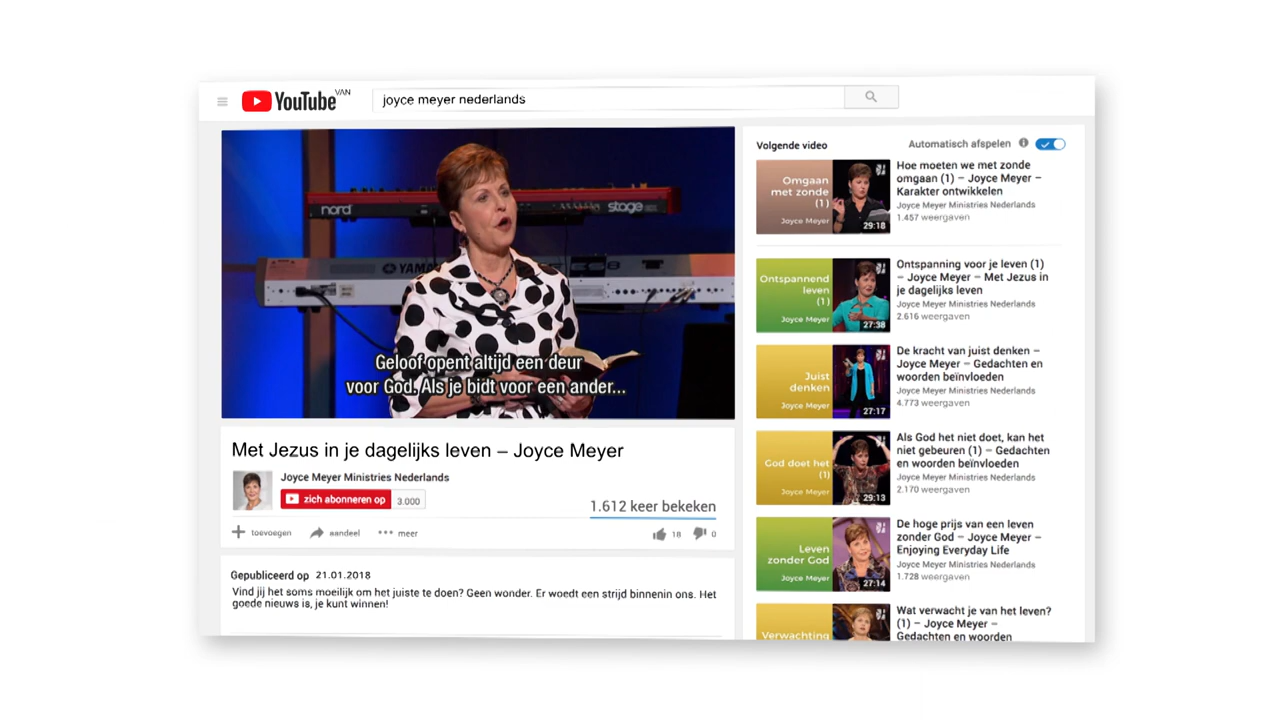 YouTube VAN
joyce meyer nederlands
nord
stage
YAMA
Geloof opent altijd een deur
voor God. Als je bidt voor een ander...
Met Jezus in je dagelijks leven – Joyce Meyer
Joyce Meyer Ministries Nederlands
zich abonneren op 3.000
1.612 keer bekeken
toevoegen aandeel meer 18 0
Gepubliceerd op 21.01.2018
Vind jij het soms moeilijk om het juiste te doen? Geen wonder. Er woedt een strijd binnenin ons. Het
goede nieuws is, je kunt winnen!
Volgende video Automatisch afspelen
Omgaan
met zonde
(1)
Joyce Meyer
29:18
Hoe moeten we met zonde
omgaan (1) – Joyce Meyer –
Karakter ontwikkelen
Joyce Meyer Ministries Nederlands
1.457 weergaven
Ontspannend
leven
(1)
Joyce Meyer
27:38
Ontspanning voor je leven (1)
– Joyce Meyer – Met Jezus in
je dagelijks leven
Joyce Meyer Ministries Nederlands
2.616 weergaven
Juist
denken
Joyce Meyer
27:17
De kracht van juist denken –
Joyce Meyer – Gedachten en
woorden beïnvloeden
Joyce Meyer Ministries Nederlands
4.773 weergaven
God doet het
(1)
Joyce Meyer
29:13
Als God het niet doet, kan het
niet gebeuren (1) – Gedachten
en woorden beïnvloeden
Joyce Meyer Ministries Nederlands
2.170 weergaven
Leven
zonder God
Joyce Meyer
27:14
De hoge prijs van een leven
zonder God – Joyce Meyer –
Enjoying Everyday Life
Joyce Meyer Ministries Nederlands
1.728 weergaven
Verwachting
Wat verwacht je van het leven?
(1) – Joyce Meyer –
Gedachten en woorden